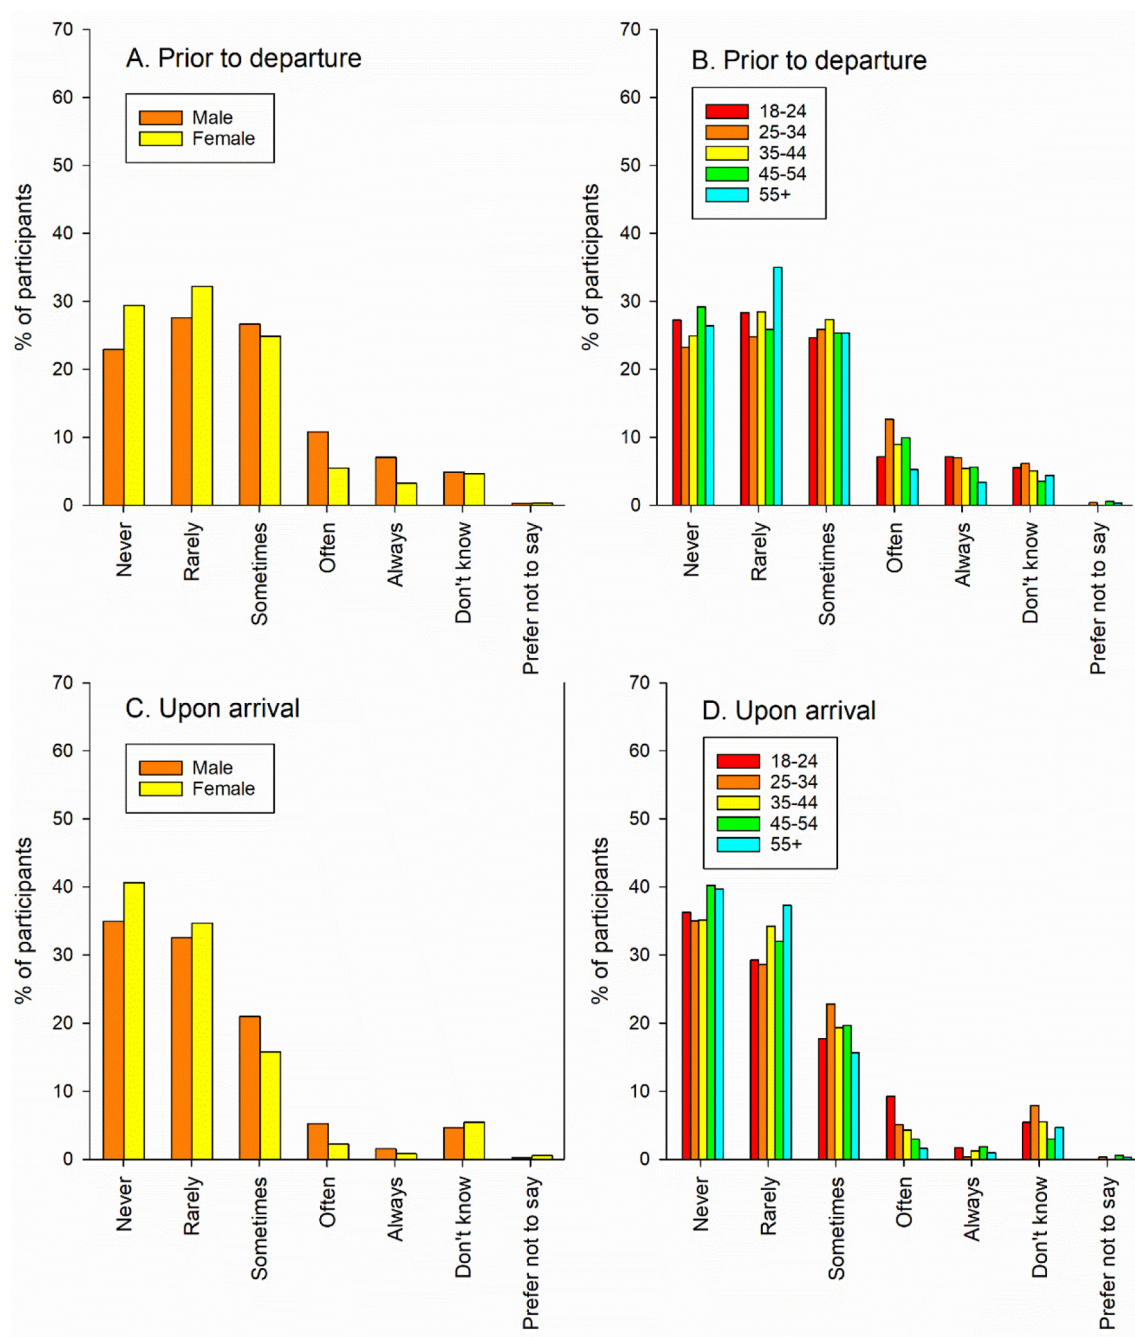 A. Prior to departure
Male
Female
% of participants
70
60
50
40
30
20
10
0
Never
Rarely
Sometimes
Often
Always
Don't know
Prefer not to say
B. Prior to departure
18-24
25-34
35-44
45-54
55+
% of participants
70
60
50
40
30
20
10
0
Never
Rarely
Sometimes
Often
Always
Don't know
Prefer not to say
C. Upon arrival
Male
Female
% of participants
70
60
50
40
30
20
10
0
Never
Rarely
Sometimes
Often
Always
Don't know
Prefer not to say
D. Upon arrival
18-24
25-34
35-44
45-54
55+
% of participants
70
60
50
40
30
20
10
0
Never
Rarely
Sometimes
Often
Always
Don't know
Prefer not to say